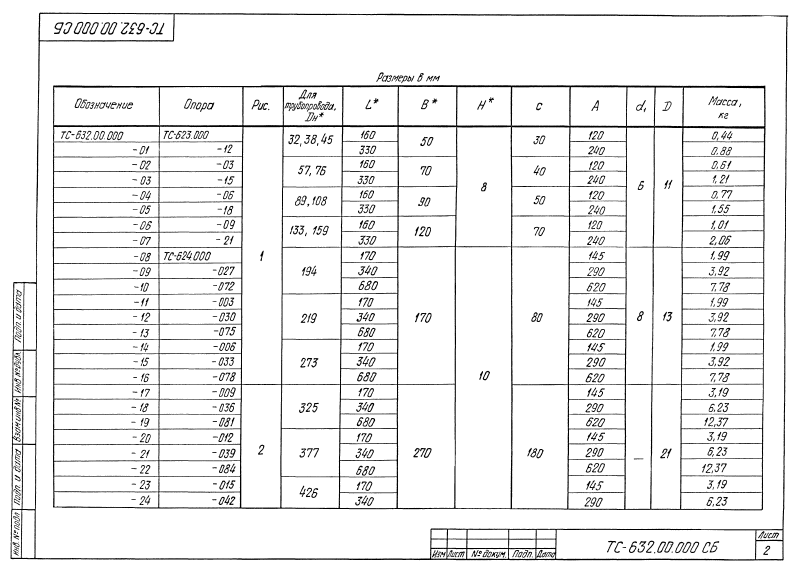 ТС-632.00.000 СБ
Размеры в мм
Обозначение Опора Рис. Для трубопровода, Dн* L* B* H* c A d₁ D Масса, кг
ТС-632.00.000 ТС-623.000 1 32,38,45 160 50 8 30 120 6 11 0,44
-01 -12 330 240 0,88
-02 -03 57,76 160 70 40 120 0,61
-03 -15 330 240 1,21
-04 -06 89,108 160 90 50 120 0,77
-05 -18 330 240 1,55
-06 -09 133, 159 160 120 70 120 1,01
-07 -21 330 240 2,06
-08 ТС-624.000 194 170 170 10 80 145 8 13 1,99
-09 -027 340 290 3,92
-10 -072 680 620 7,78
-11 -003 219 170 145 1,99
-12 -030 340 290 3,92
-13 -075 680 620 7,78
-14 -006 273 170 145 1,99
-15 -033 340 290 3,92
-16 -078 680 620 7,78
-17 -009 2 325 170 270 180 145 — 21 3,19
-18 -036 340 290 6,23
-19 -081 680 620 12,37
-20 -012 377 170 145 3,19
-21 -039 340 290 6,23
-22 -084 680 620 12,37
-23 -015 426 170 145 3,19
-24 -042 340 290 6,23
Подп. и дата
Инв.№дубл.
Взам.инв.№
Подп. и дата
Инв.№подл.
Изм Лист №докум. Подп. Дата
ТС-632.00.000 СБ
Лист
2